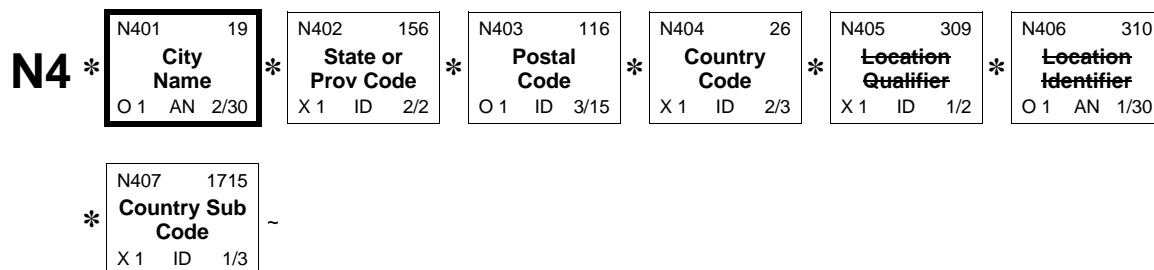 N4 * N401 19 * N402 156 * N403 116 * N404 26 * N405 309 * N406 310
City Name State or Prov Code Postal Code Country Code Location Qualifier Location Identifier
O 1 AN 2/30 X 1 ID 2/2 O 1 ID 3/15 X 1 ID 2/3 X 1 ID 1/2 O 1 AN 1/30
* N407 1715
Country Sub
Code ~
X 1 ID 1/3